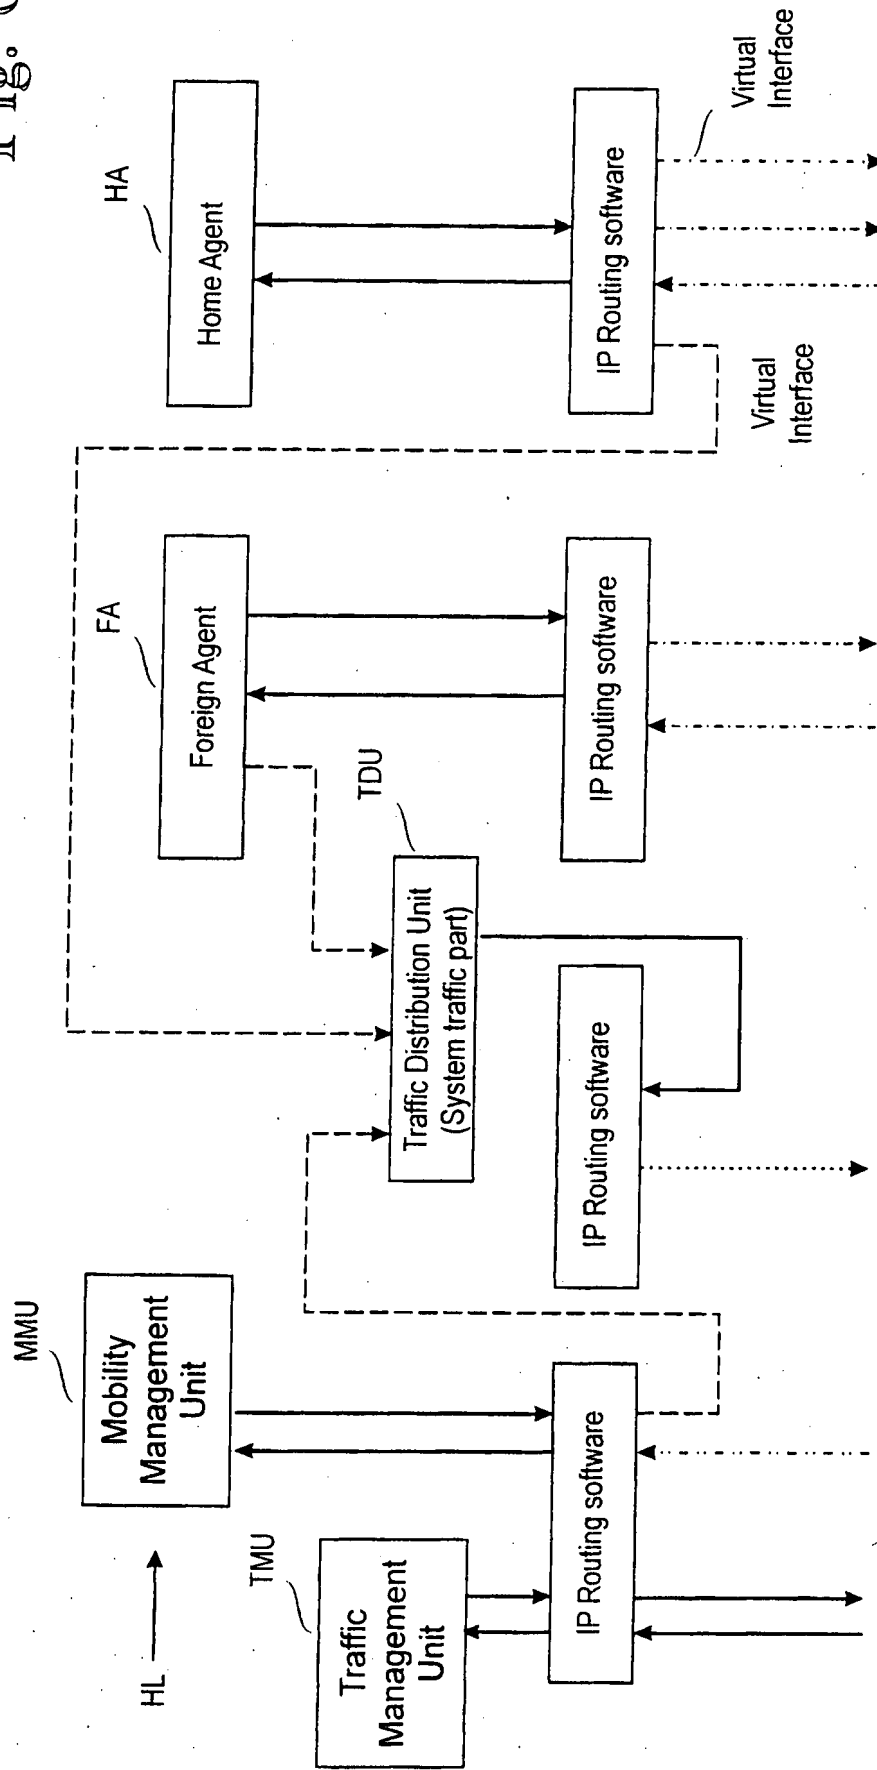 HL
MMU
Mobility
Management
Unit
TMU
Traffic
Management
Unit
IP Routing software
TDU
Traffic Distribution Unit
(System traffic part)
IP Routing software
FA
Foreign Agent
IP Routing software
HA
Home Agent
IP Routing software
Virtual
Interface
Virtual
Interface
Fig.